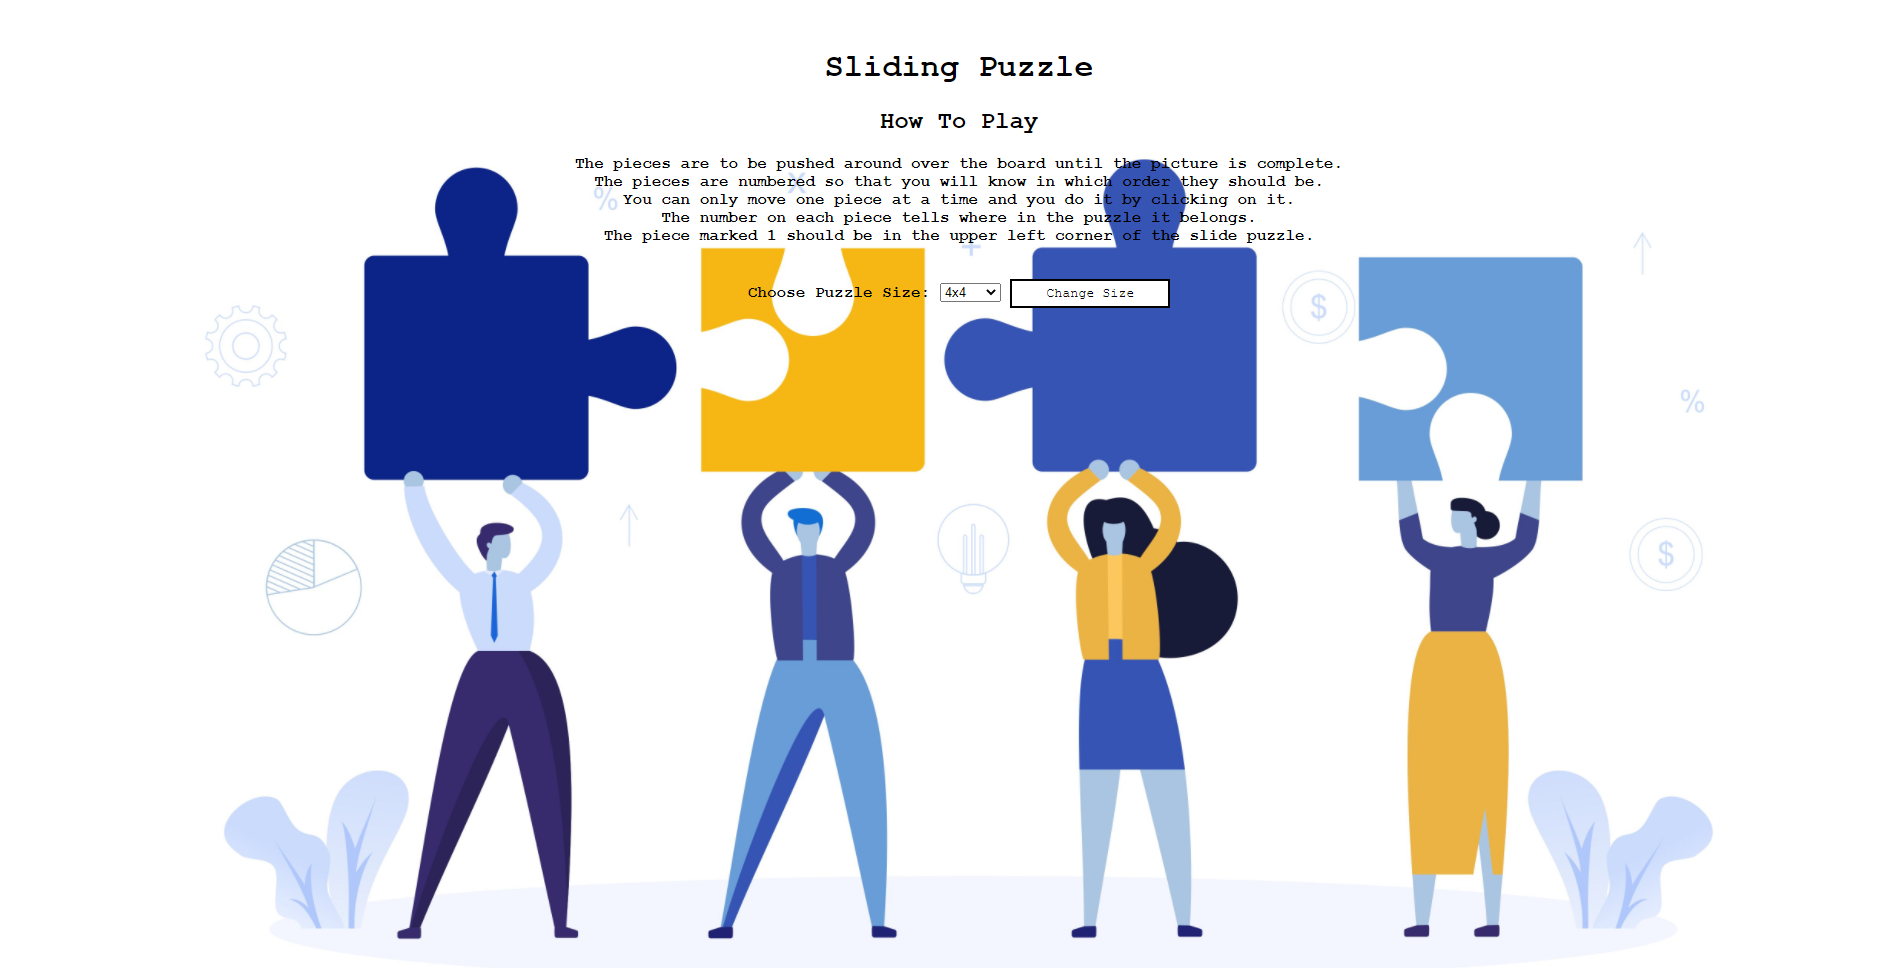 Sliding Puzzle
How To Play
The pieces are to be pushed around over the board until the picture is complete.
The pieces are numbered so that you will know in which order they should be.
You can only move one piece at a time and you do it by clicking on it.
The number on each piece tells where in the puzzle it belongs.
The piece marked 1 should be in the upper left corner of the slide puzzle.
Choose Puzzle Size: 4x4 Change Size
%
x
+
$
%
$